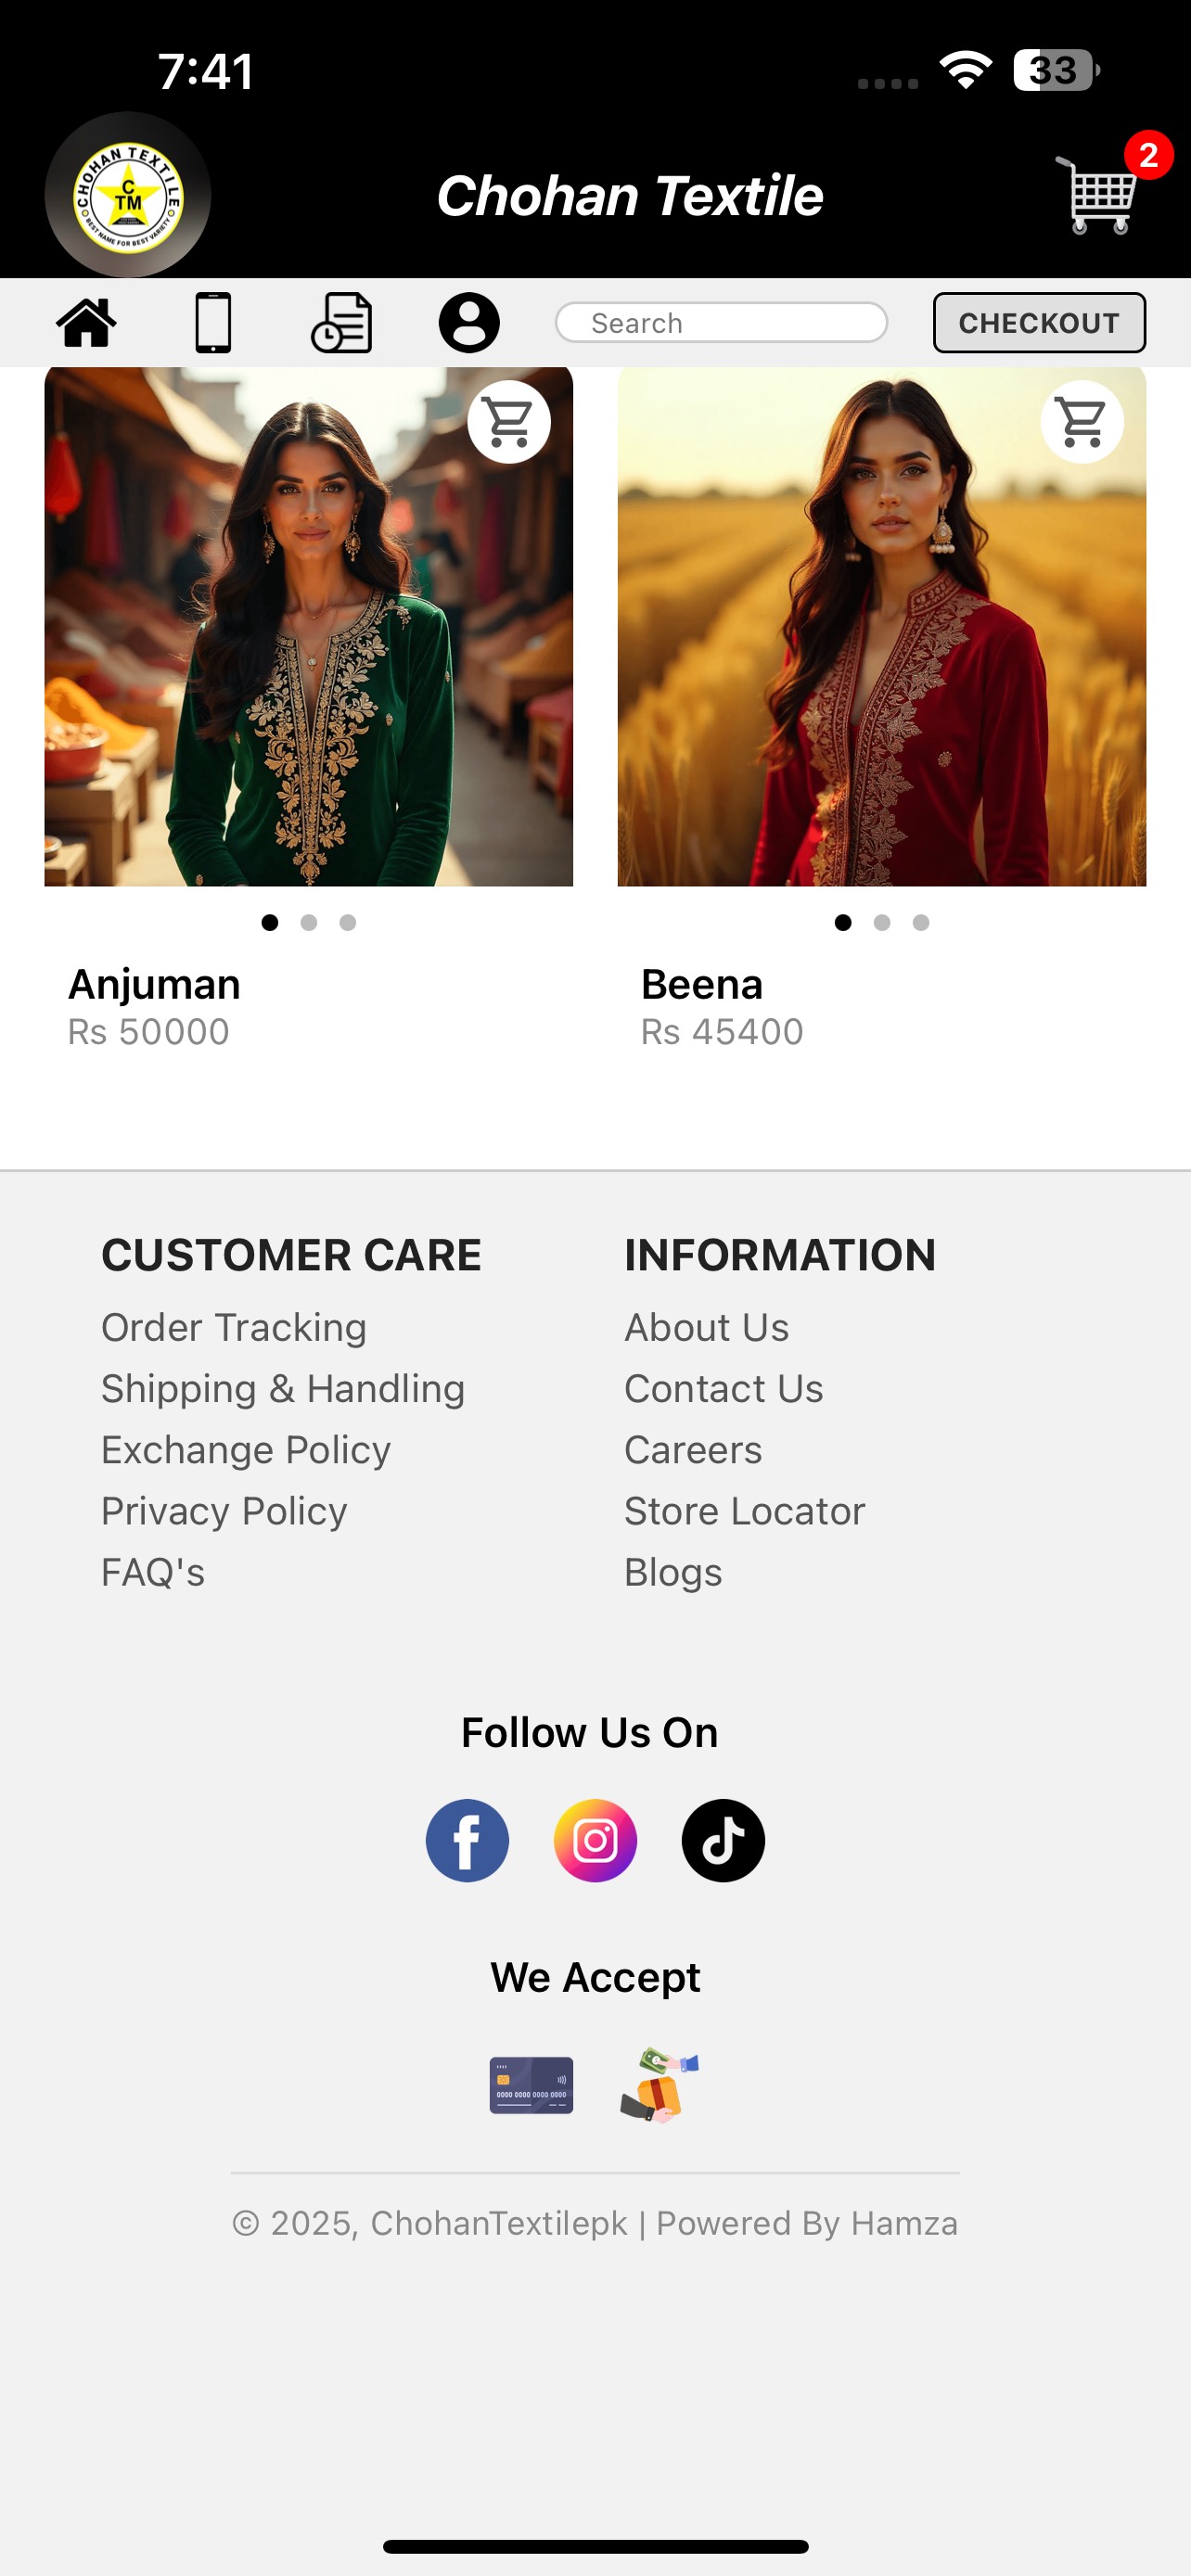 7:41
33
CHOHAN TEXTILE
C
TM
BEST NAME FOR BEST VARIETY
Chohan Textile
2
Search
CHECKOUT
Anjuman
Rs 50000
Beena
Rs 45400
CUSTOMER CARE
Order Tracking
Shipping & Handling
Exchange Policy
Privacy Policy
FAQ's
INFORMATION
About Us
Contact Us
Careers
Store Locator
Blogs
Follow Us On
We Accept
0000 0000 0000 0000
© 2025, ChohanTextilepk | Powered By Hamza